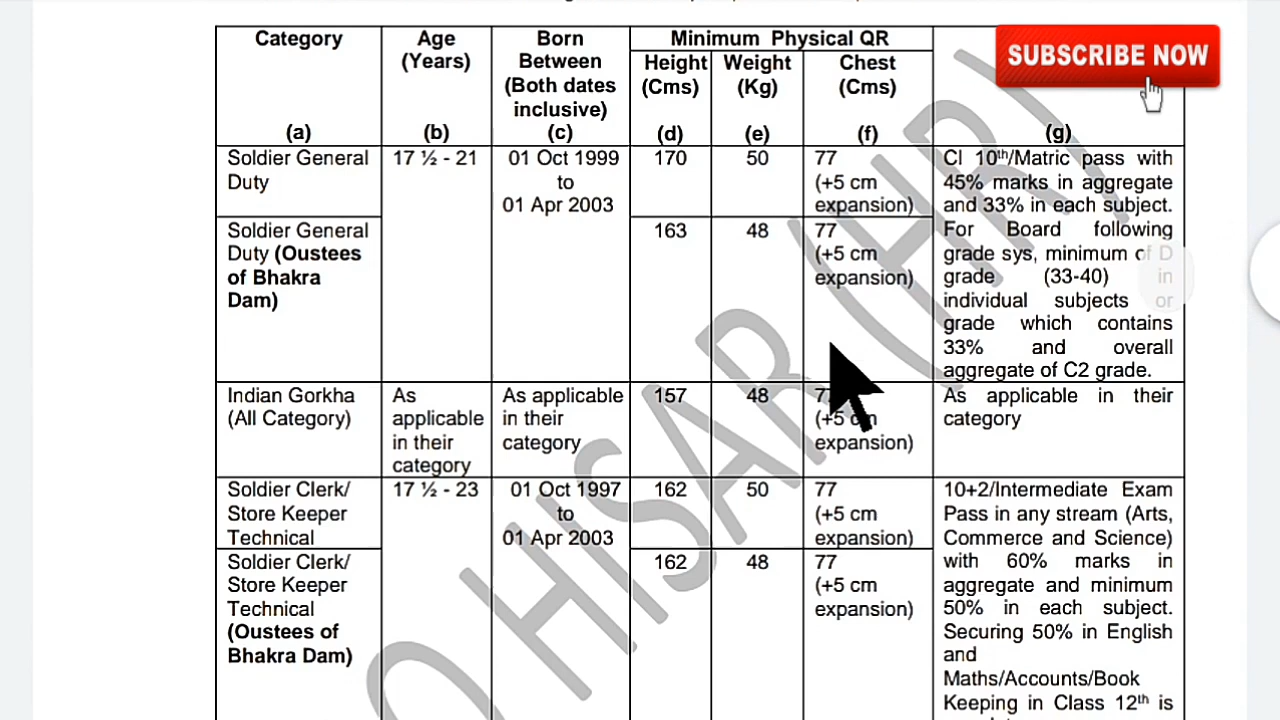 Category
(a)
Age
(Years)
(b)
Born
Between
(Both dates
inclusive)
(c)
Minimum Physical QR
Height
(Cms)
(d)
Weight
(Kg)
(e)
Chest
(Cms)
(f)
SUBSCRIBE NOW
(g)
Soldier General
Duty
17 ½ - 21
01 Oct 1999
to
01 Apr 2003
170
50
77
(+5 cm
expansion)
CI 10th/Matric pass with
45% marks in aggregate
and 33% in each subject.
For Board following
grade sys, minimum of D
grade (33-40) in
individual subjects or
grade which contains
33% and overall
aggregate of C2 grade.
Soldier General
Duty (Oustees
of Bhakra
Dam)
163
48
77
(+5 cm
expansion)
Indian Gorkha
(All Category)
As
applicable
in their
category
As applicable
in their
category
157
48
(+5 cm
expansion)
As applicable in their
category
Soldier Clerk/
Store Keeper
Technical
17 ½ - 23
01 Oct 1997
to
01 Apr 2003
162
50
77
(+5 cm
expansion)
10+2/Intermediate Exam
Pass in any stream (Arts,
Commerce and Science)
with 60% marks in
aggregate and minimum
50% in each subject.
Securing 50% in English
and
Maths/Accounts/Book
Keeping in Class 12th is
Soldier Clerk/
Store Keeper
Technical
(Oustees of
Bhakra Dam)
162
48
77
(+5 cm
expansion)
O HISAR (HR)